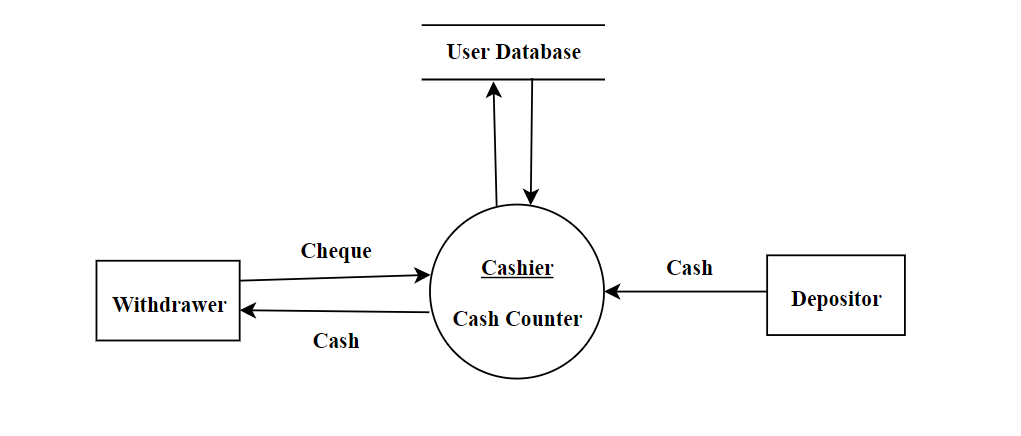 User Database
Cheque
Cashier
Cash
Withdrawer
Cash Counter
Depositor
Cash